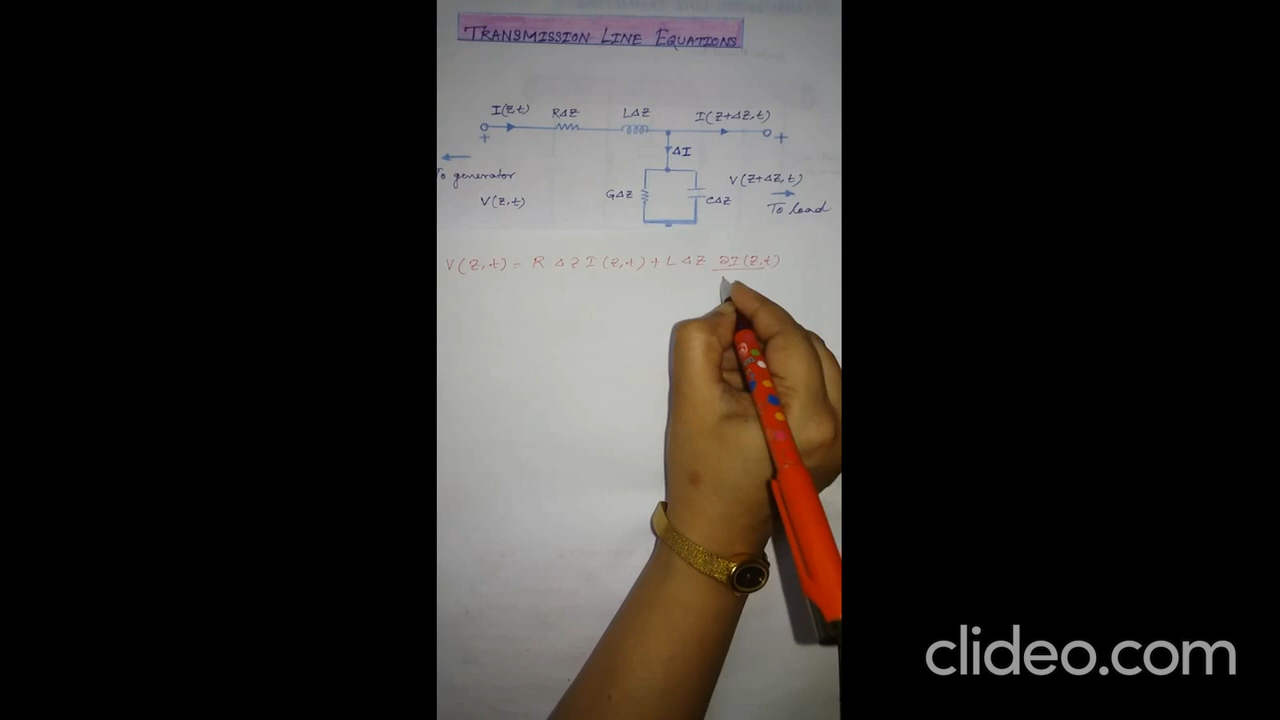 TRANSMISSION LINE EQUATIONS
I(Z,t) RΔZ LΔZ I(Z+ΔZ,t)
+ +
ΔI
To generator V(Z+ΔZ,t)
GΔZ CΔZ
V(Z,t) To load
V(Z,t) = R ΔZ I(Z,t) + L ΔZ ∂I(Z,t)
clideo.com